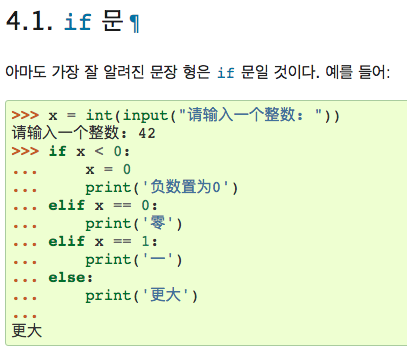 4.1. if 문¶
아마도 가장 잘 알려진 문장 형은 if 문일 것이다. 예를 들어:
>>> x = int(input("请输入一个整数: "))
请输入一个整数: 42
>>> if x < 0:
...     x = 0
...     print('负数置为0')
... elif x == 0:
...     print('零')
... elif x == 1:
...     print('一')
... else:
...     print('更大')
...
更大